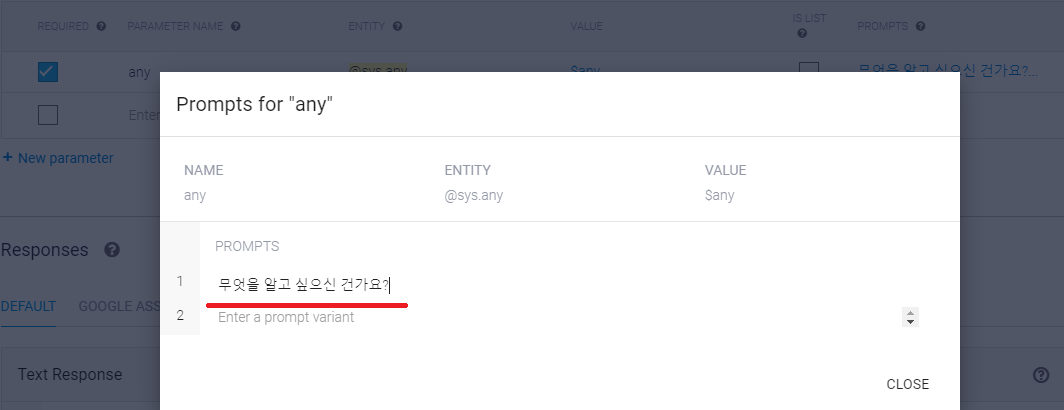 REQUIRED PARAMETER NAME ENTITY VALUE IS LIST PROMPTS
any @sys.any $any 무엇을 알고 싶으신 건가요?...
Enter
+ New parameter
Prompts for "any"
NAME ENTITY VALUE
any @sys.any $any
PROMPTS
1 무엇을 알고 싶으신 건가요?
2 Enter a prompt variant
CLOSE
Responses
DEFAULT GOOGLE ASS
Text Response